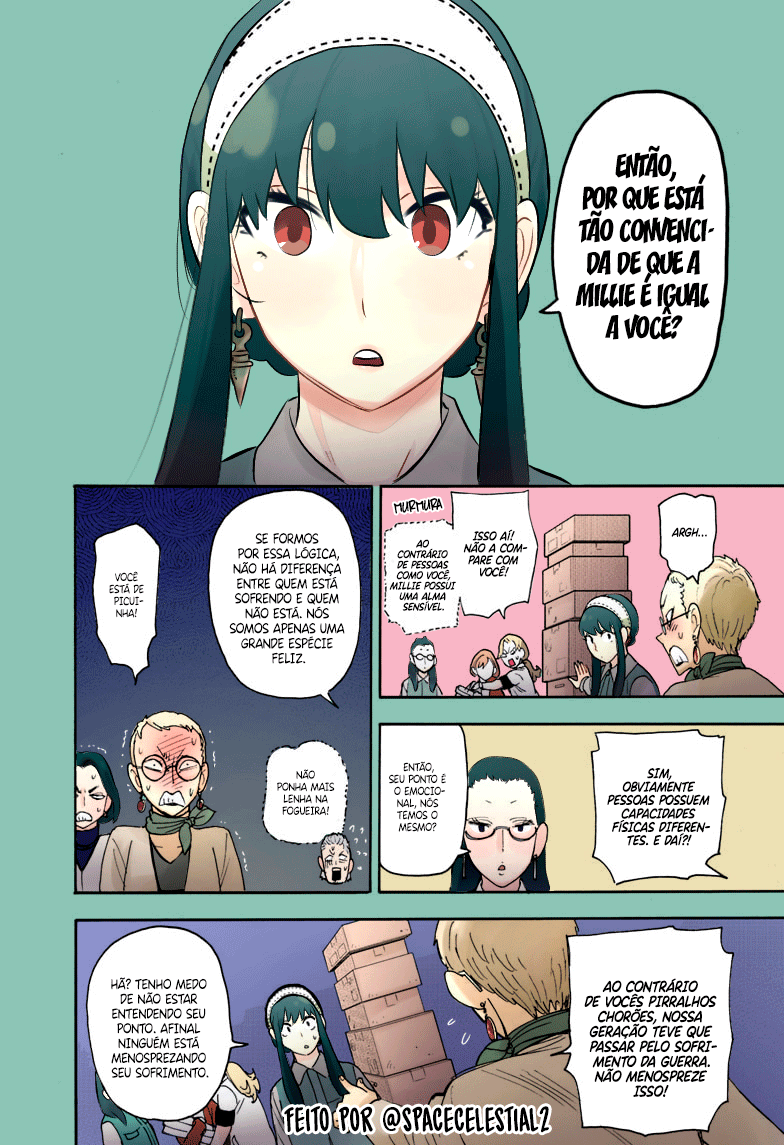 ENTÃO,
POR QUE ESTÁ
TÃO CONVENCI-
DA DE QUE A
MILLIE É IGUAL
A VOCÊ?
ARGH...
ISSO AÍ!
NÃO A COM-
PARE COM
VOCÊ!
MURMURA
AO
CONTRÁRIO
DE PESSOAS
COMO VOCÊ,
MILLIE POSSUI
UMA ALMA
SENSÍVEL.
SE FORMOS
POR ESSA LÓGICA,
NÃO HÁ DIFERENÇA
ENTRE QUEM ESTÁ
SOFRENDO E QUEM
NÃO ESTÁ. NÓS
SOMOS APENAS UMA
GRANDE ESPÉCIE
FELIZ.
VOCÊ
ESTÁ DE
PICUI-
NHA!
NÃO
PONHA MAIS
LENHA NA
FOGUEIRA!
SIM,
OBVIAMENTE
PESSOAS POSSUEM
CAPACIDADES
FÍSICAS DIFEREN-
TES. E DAÍ?!
ENTÃO,
SEU PONTO É
O EMOCIO-
NAL, NÓS
TEMOS O
MESMO?
AO CONTRÁRIO
DE VOCÊS PIRRALHOS
CHORÕES, NOSSA
GERAÇÃO TEVE QUE
PASSAR PELO SOFRI-
MENTO DA GUERRA.
NÃO MENOSPREZE
ISSO!
HÃ? TENHO MEDO
DE NÃO ESTAR
ENTENDENDO SEU
PONTO. AFINAL
NINGUÉM ESTÁ
MENOSPREZANDO
SEU SOFRIMENTO.
FEITO POR @SPACECELESTIAL2